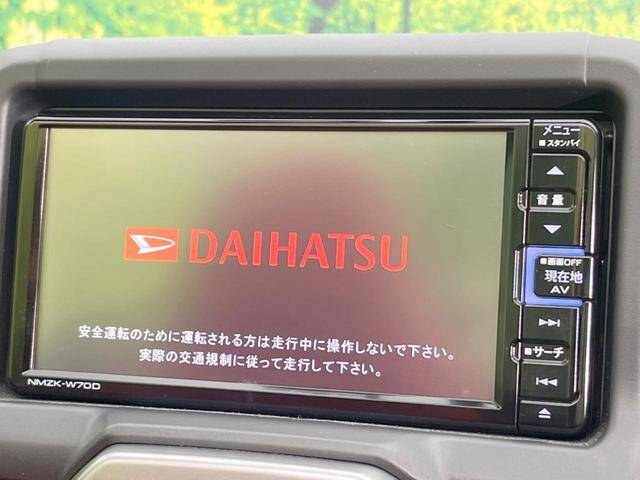 メニュー
■スタンバイ
音量
DAIHATSU
■画面OFF
現在地
AV
安全運転のために運転される方は走行中に操作しないで下さい。
実際の交通規制に従って走行して下さい。
■サーチ
NMZK-W70D